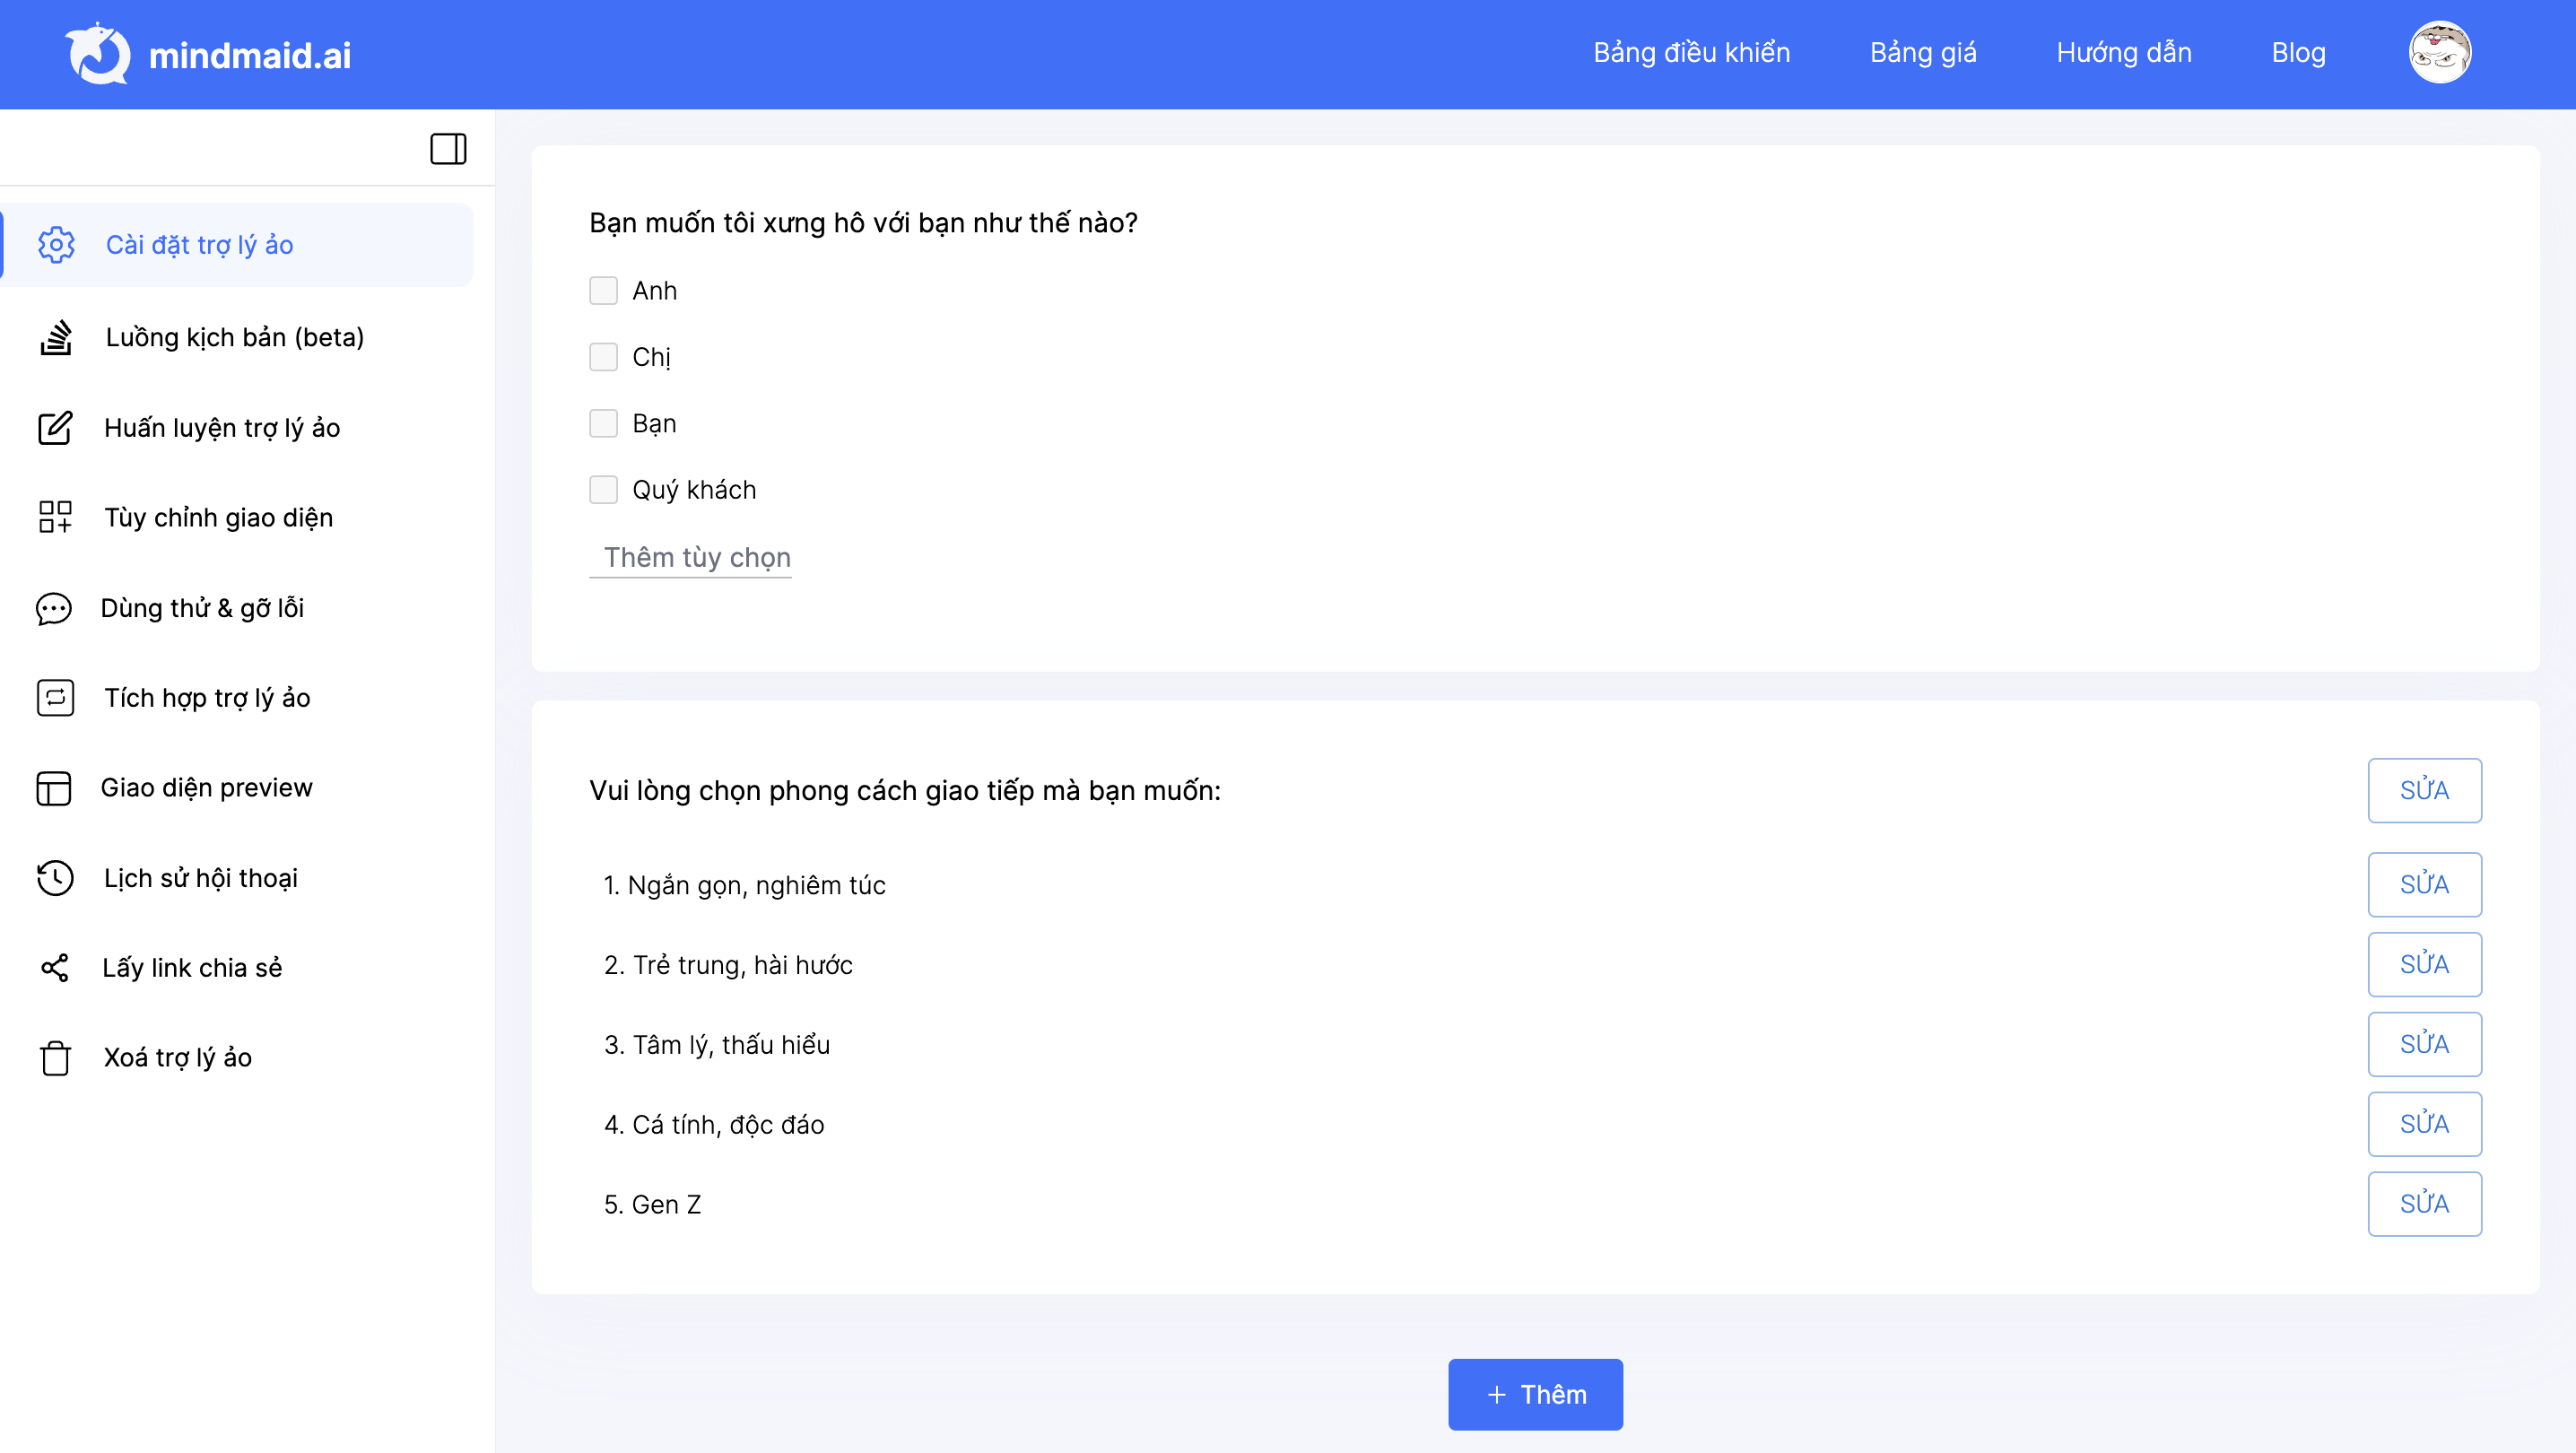 mindmaid.ai
Bảng điều khiển
Bảng giá
Hướng dẫn
Blog
Cài đặt trợ lý ảo
Luồng kịch bản (beta)
Huấn luyện trợ lý ảo
Tùy chỉnh giao diện
Dùng thử & gỡ lỗi
Tích hợp trợ lý ảo
Giao diện preview
Lịch sử hội thoại
Lấy link chia sẻ
Xoá trợ lý ảo
Bạn muốn tôi xưng hô với bạn như thế nào?
Anh
Chị
Bạn
Quý khách
Thêm tùy chọn
Vui lòng chọn phong cách giao tiếp mà bạn muốn:
SỬA
1. Ngắn gọn, nghiêm túc
SỬA
2. Trẻ trung, hài hước
SỬA
3. Tâm lý, thấu hiểu
SỬA
4. Cá tính, độc đáo
SỬA
5. Gen Z
SỬA
+ Thêm